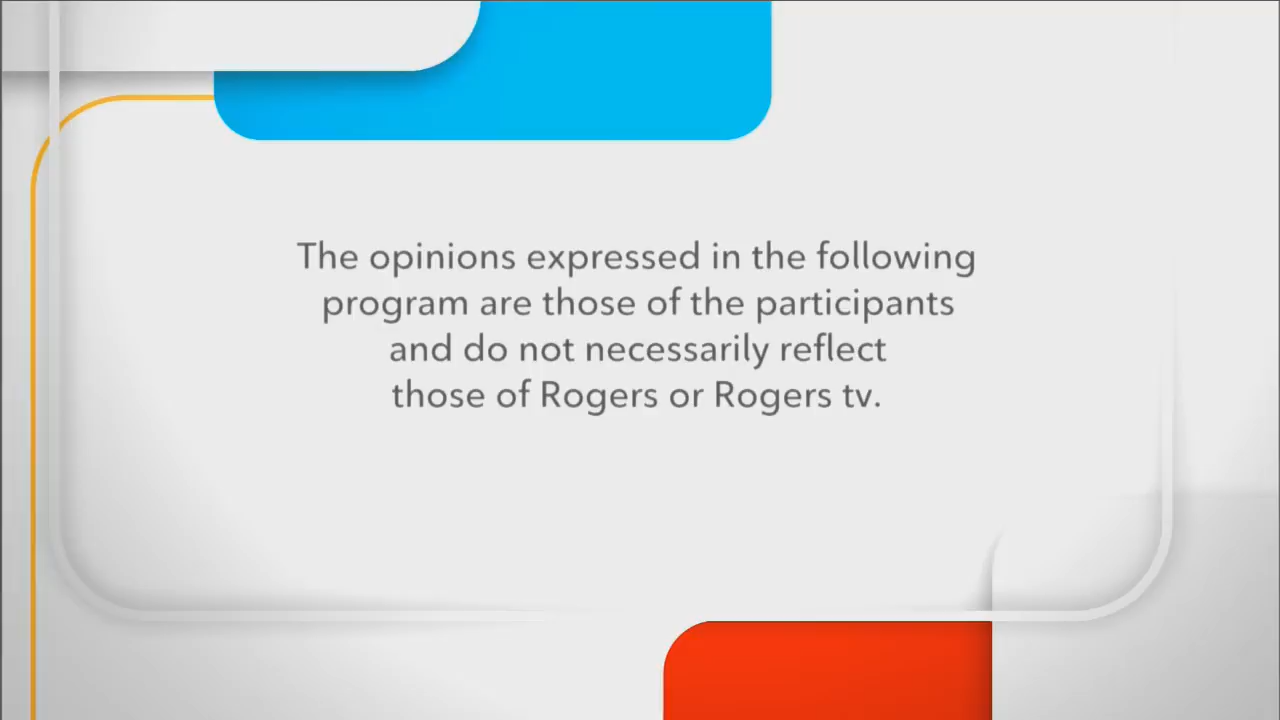 The opinions expressed in the following
program are those of the participants
and do not necessarily reflect
those of Rogers or Rogers tv.